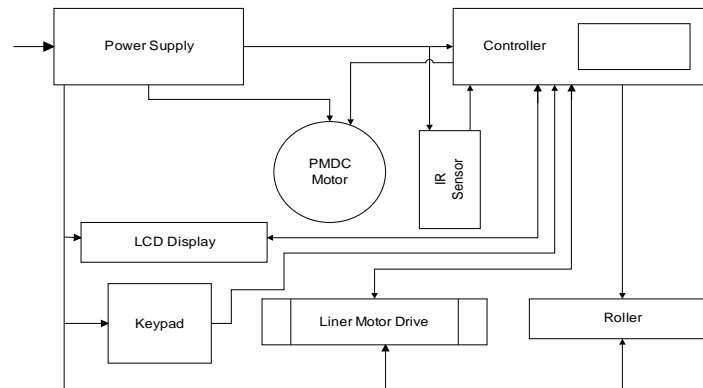 Power Supply
Controller
PMDC
Motor
IR
Sensor
LCD Display
Keypad
Liner Motor Drive
Roller